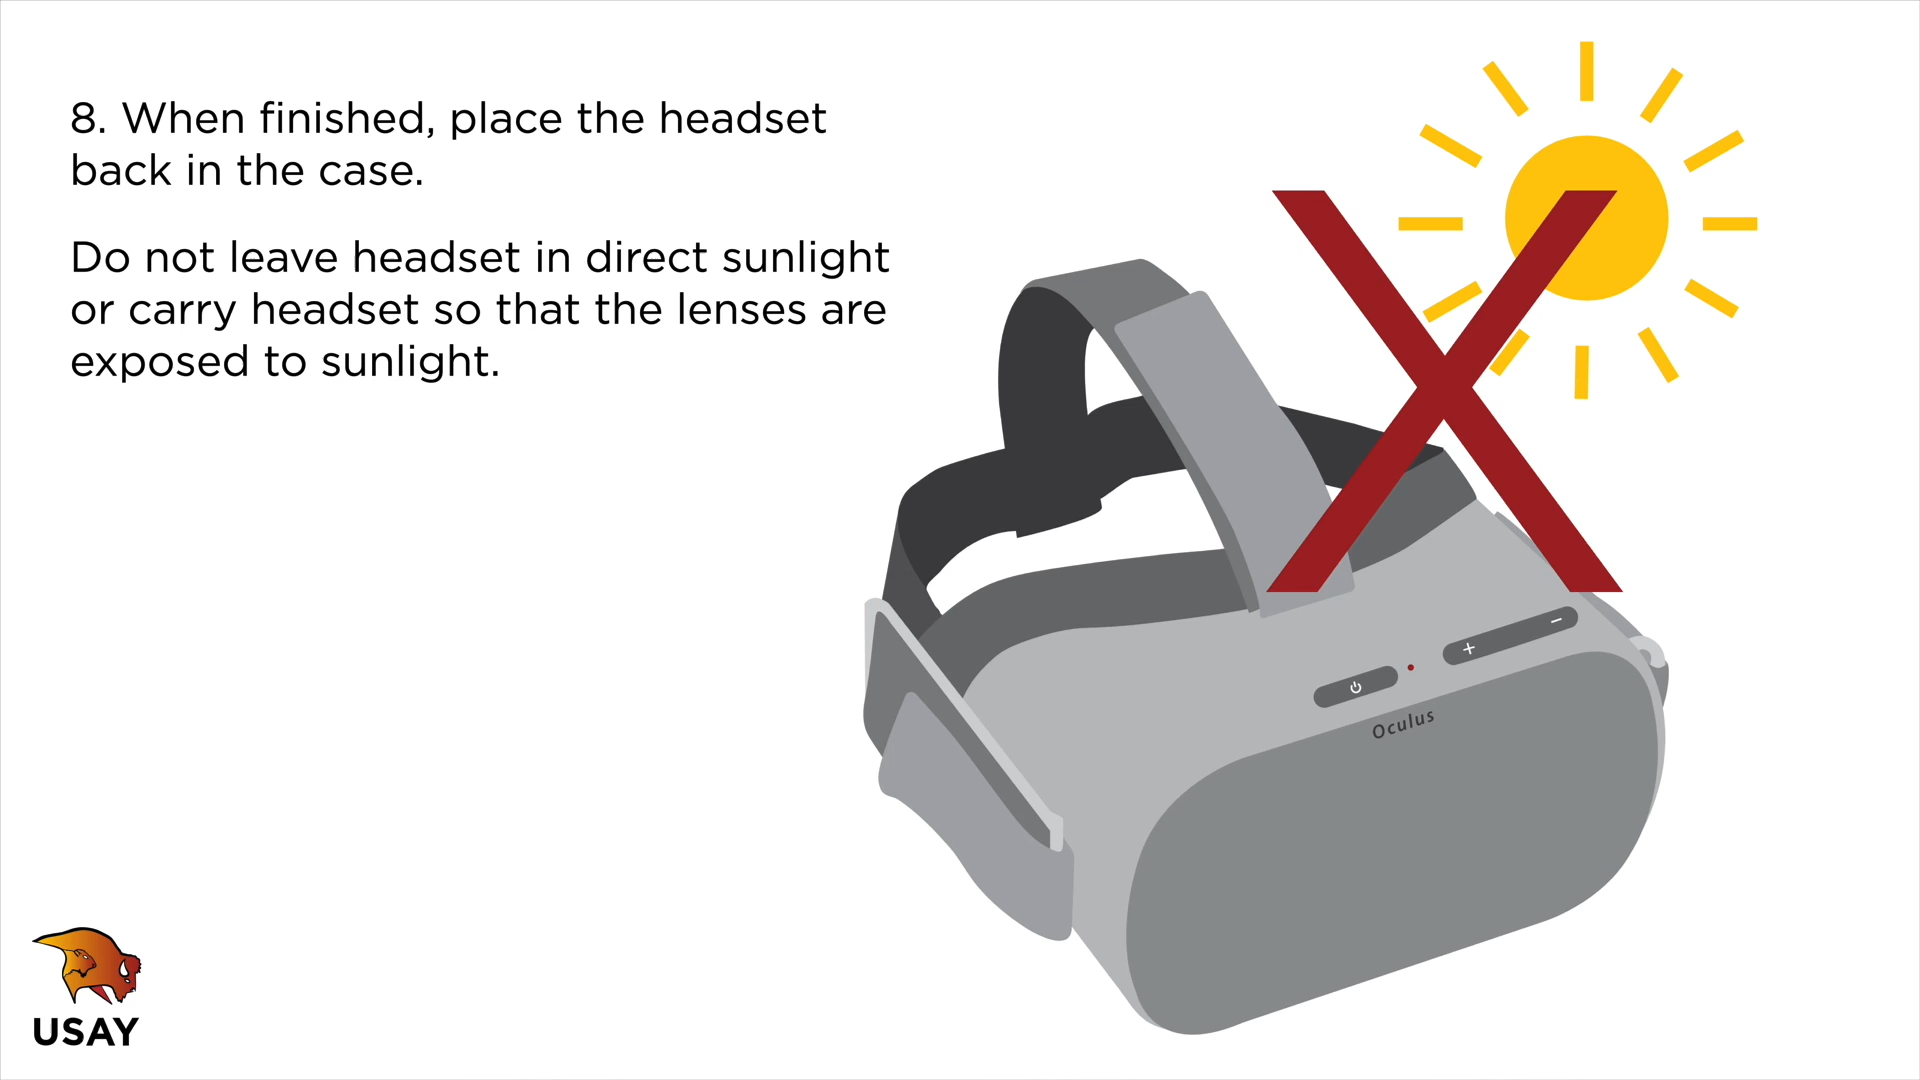 8. When finished, place the headset
back in the case.
Do not leave headset in direct sunlight
or carry headset so that the lenses are
exposed to sunlight.
+
−
Oculus
USAY